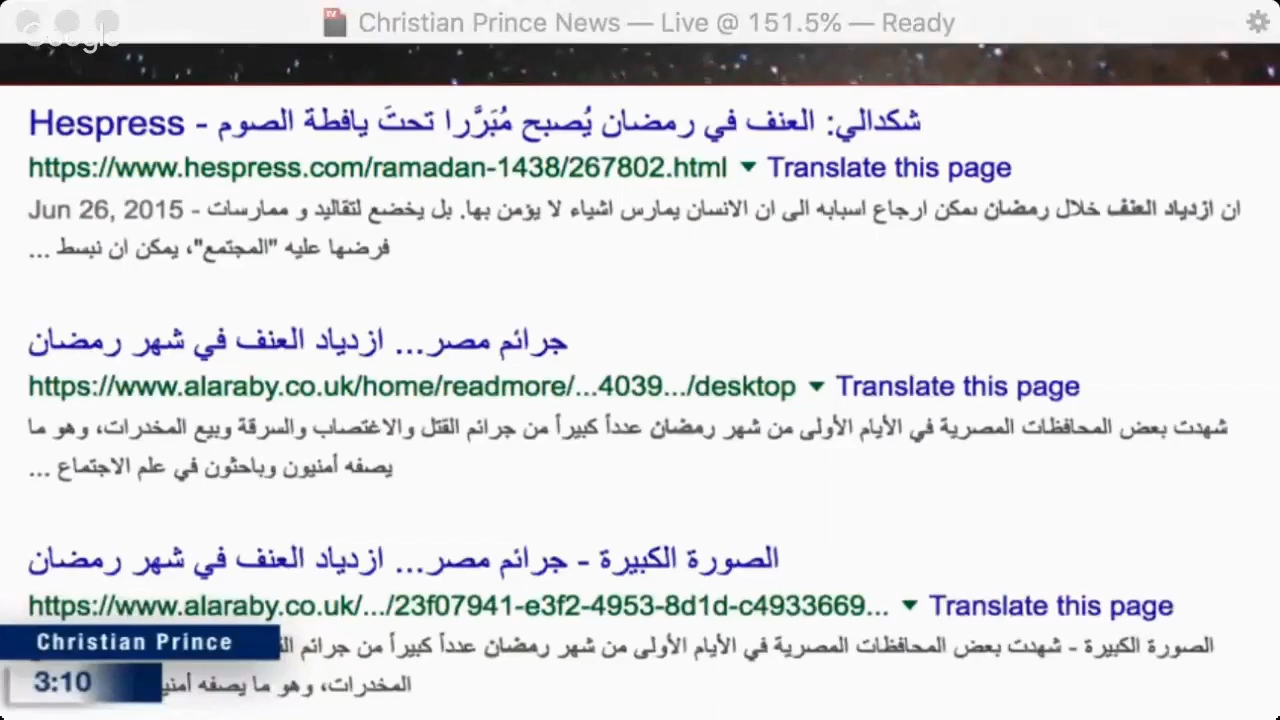 Christian Prince News — Live @ 151.5% — Ready
Google
شكدالي: العنف في رمضان يُصبح مُبَرَّرا تحتَ يافطة الصوم - Hespress
https://www.hespress.com/ramadan-1438/267802.html ▼ Translate this page
Jun 26, 2015 - ان ازدياد العنف خلال رمضان يمكن ارجاع اسبابه الى ان الانسان يمارس اشياء لا يؤمن بها. بل يخضع لتقاليد و ممارسات
فرضها عليه "المجتمع"، يمكن ان نبسط ...
جرائم مصر... ازدياد العنف في شهر رمضان
https://www.alaraby.co.uk/home/readmore/...4039.../desktop ▼ Translate this page
شهدت بعض المحافظات المصرية في الأيام الأولى من شهر رمضان عدداً كبيراً من جرائم القتل والاغتصاب والسرقة وبيع المخدرات، وهو ما
يصفه أمنيون وباحثون في علم الاجتماع ...
الصورة الكبيرة - جرائم مصر... ازدياد العنف في شهر رمضان
https://www.alaraby.co.uk/.../23f07941-e3f2-4953-8d1d-c4933669... ▼ Translate this page
الصورة الكبيرة - شهدت بعض المحافظات المصرية في الأيام الأولى من شهر رمضان عدداً كبيراً من جرائم
Christian Prince
المخدرات، وهو ما يصفه
3:10